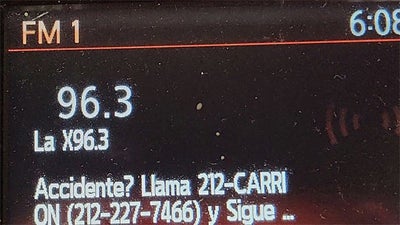 FM 1 6:08
96.3
La X96.3
Accidente? Llama 212-CARRI
ON (212-227-7466) y Sigue ...